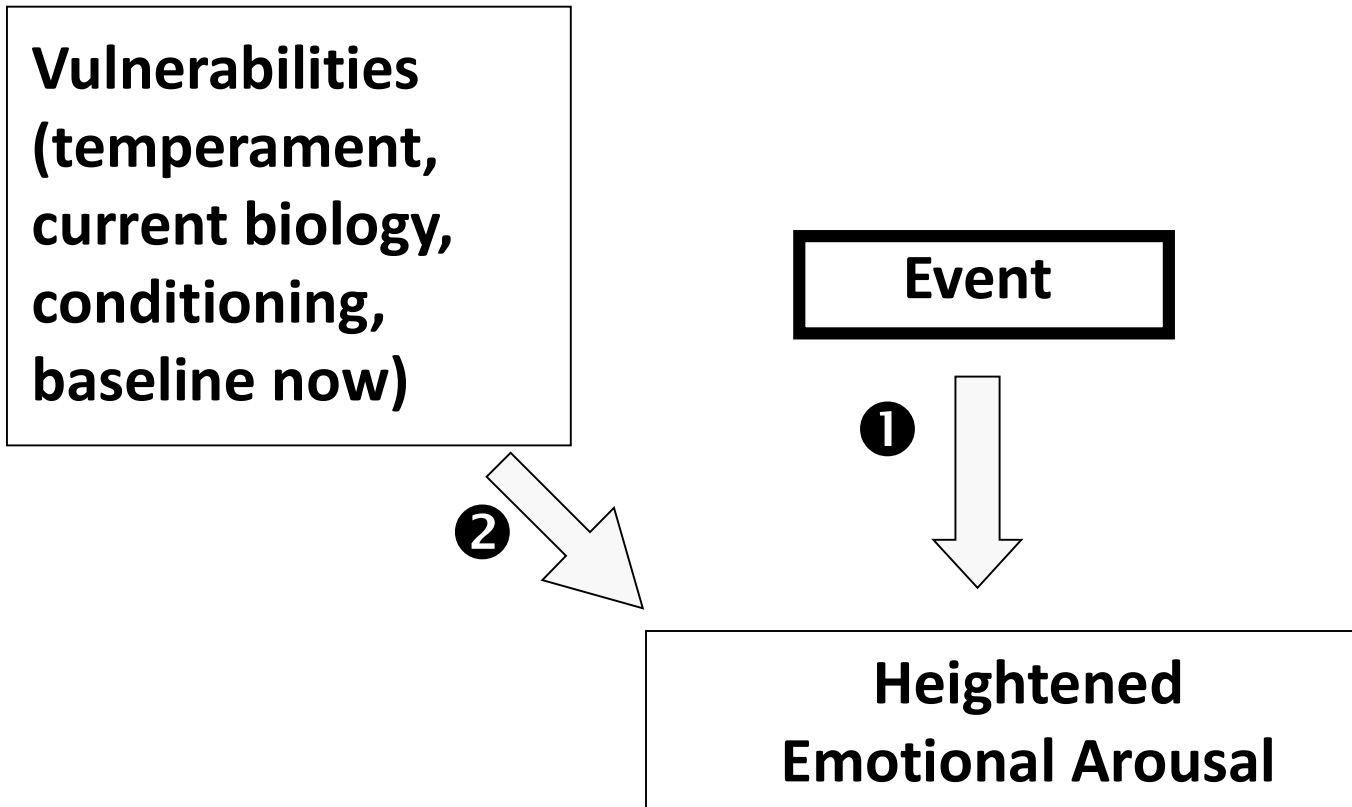 Vulnerabilities
(temperament,
current biology,
conditioning,
baseline now)
Event
❶
❷
Heightened
Emotional Arousal